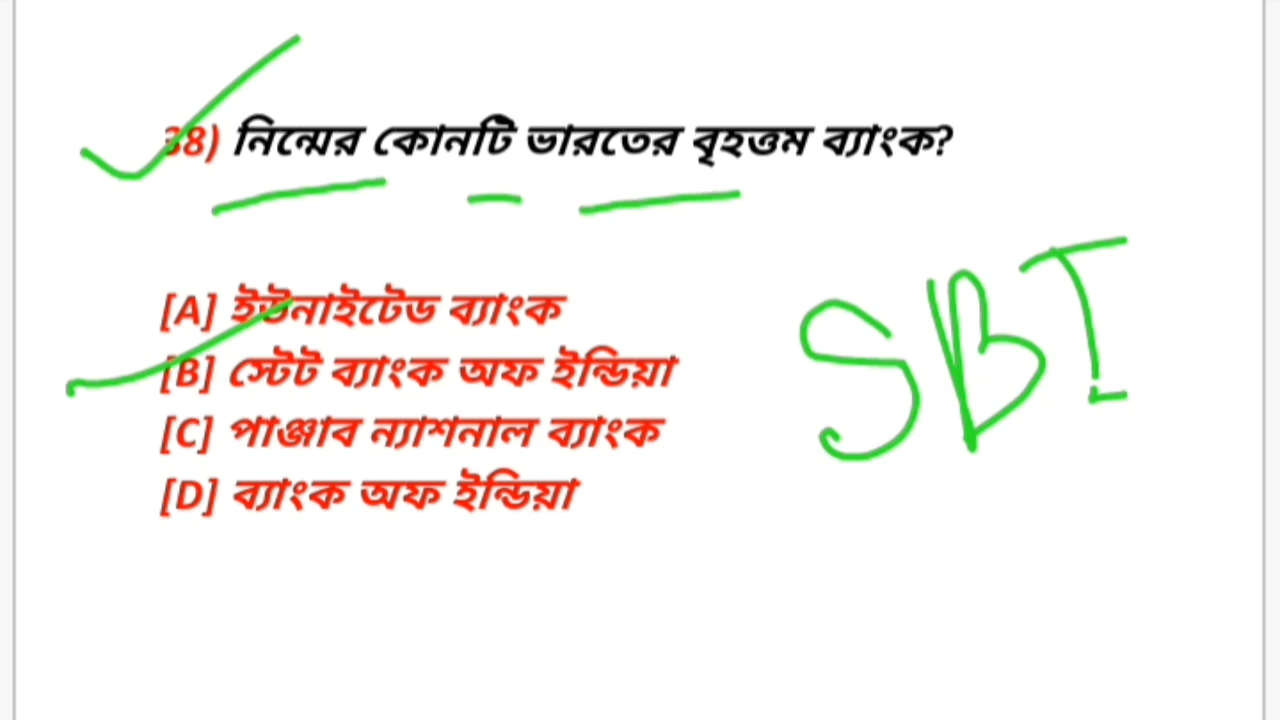 38) নিন্মের কোনটি ভারতের বৃহত্তম ব্যাংক?
[A] ইউনাইটেড ব্যাংক
[B] স্টেট ব্যাংক অফ ইন্ডিয়া
[C] পাঞ্জাব ন্যাশনাল ব্যাংক
[D] ব্যাংক অফ ইন্ডিয়া
SBI